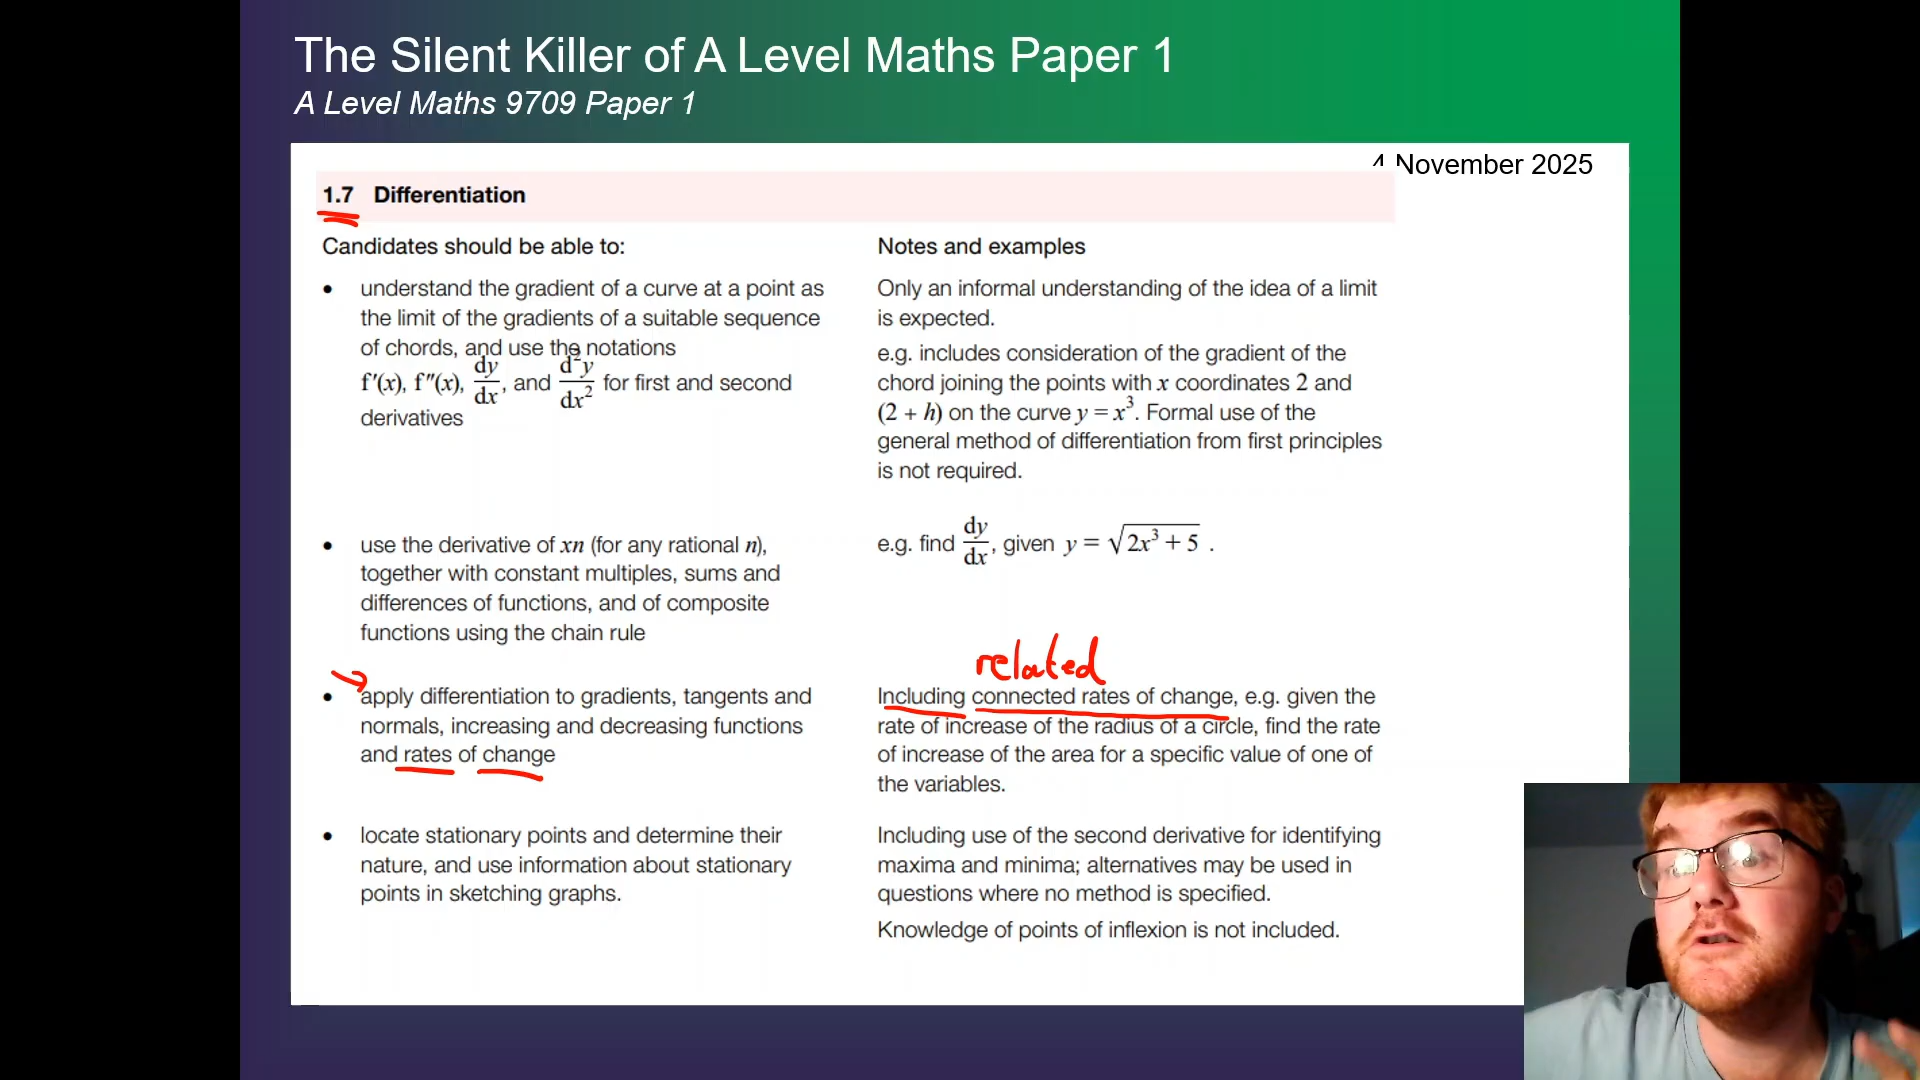 The Silent Killer of A Level Maths Paper 1
A Level Maths 9709 Paper 1
4 November 2025
1.7 Differentiation
Candidates should be able to:
• understand the gradient of a curve at a point as
the limit of the gradients of a suitable sequence
of chords, and use the notations
f′(x), f″(x), dy/dx, and d²y/dx² for first and second
derivatives
• use the derivative of xn (for any rational n),
together with constant multiples, sums and
differences of functions, and of composite
functions using the chain rule
• apply differentiation to gradients, tangents and
normals, increasing and decreasing functions
and rates of change
• locate stationary points and determine their
nature, and use information about stationary
points in sketching graphs.
Notes and examples
Only an informal understanding of the idea of a limit
is expected.
e.g. includes consideration of the gradient of the
chord joining the points with x coordinates 2 and
(2 + h) on the curve y = x³. Formal use of the
general method of differentiation from first principles
is not required.
e.g. find dy/dx, given y = √(2x³ + 5) .
related
Including connected rates of change, e.g. given the
rate of increase of the radius of a circle, find the rate
of increase of the area for a specific value of one of
the variables.
Including use of the second derivative for identifying
maxima and minima; alternatives may be used in
questions where no method is specified.
Knowledge of points of inflexion is not included.